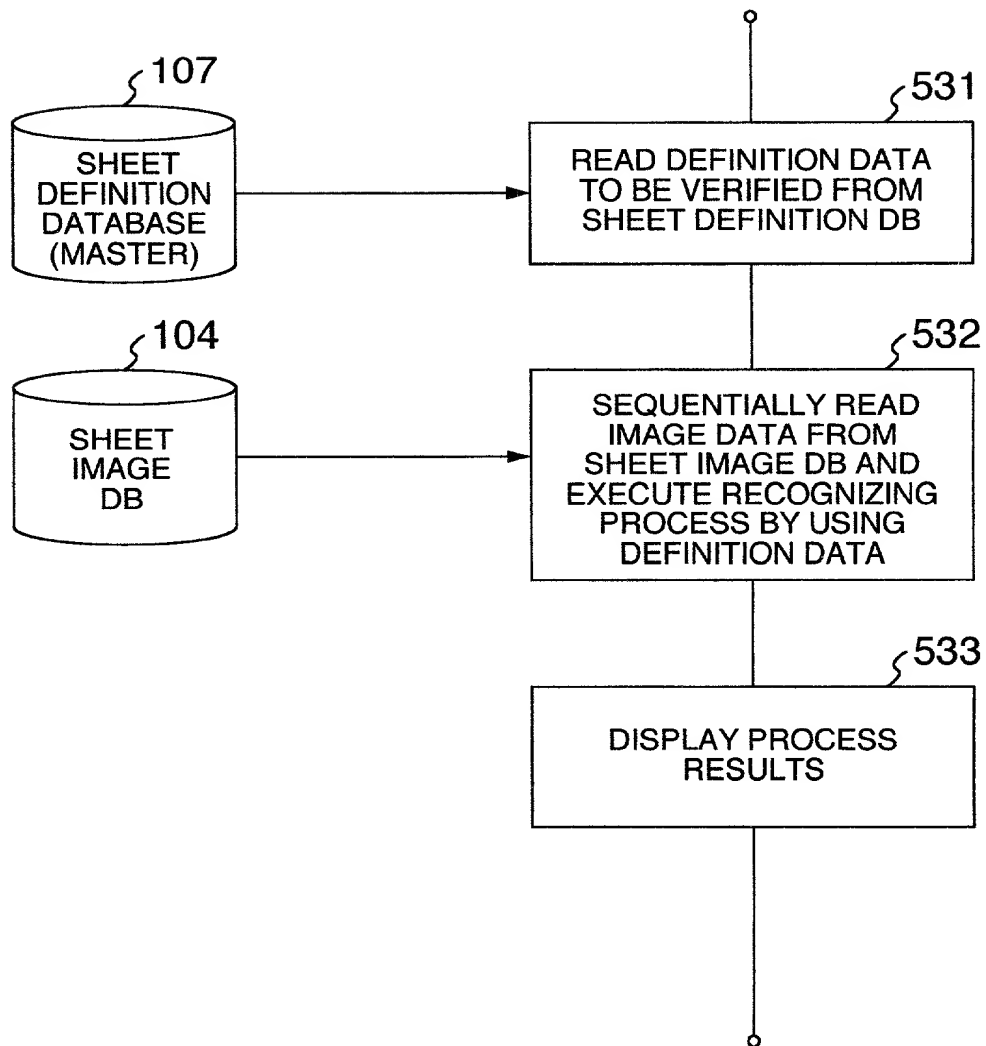 107
SHEET
DEFINITION
DATABASE
(MASTER)
531
READ DEFINITION DATA
TO BE VERIFIED FROM
SHEET DEFINITION DB
104
SHEET
IMAGE
DB
532
SEQUENTIALLY READ
IMAGE DATA FROM
SHEET IMAGE DB AND
EXECUTE RECOGNIZING
PROCESS BY USING
DEFINITION DATA
533
DISPLAY PROCESS
RESULTS